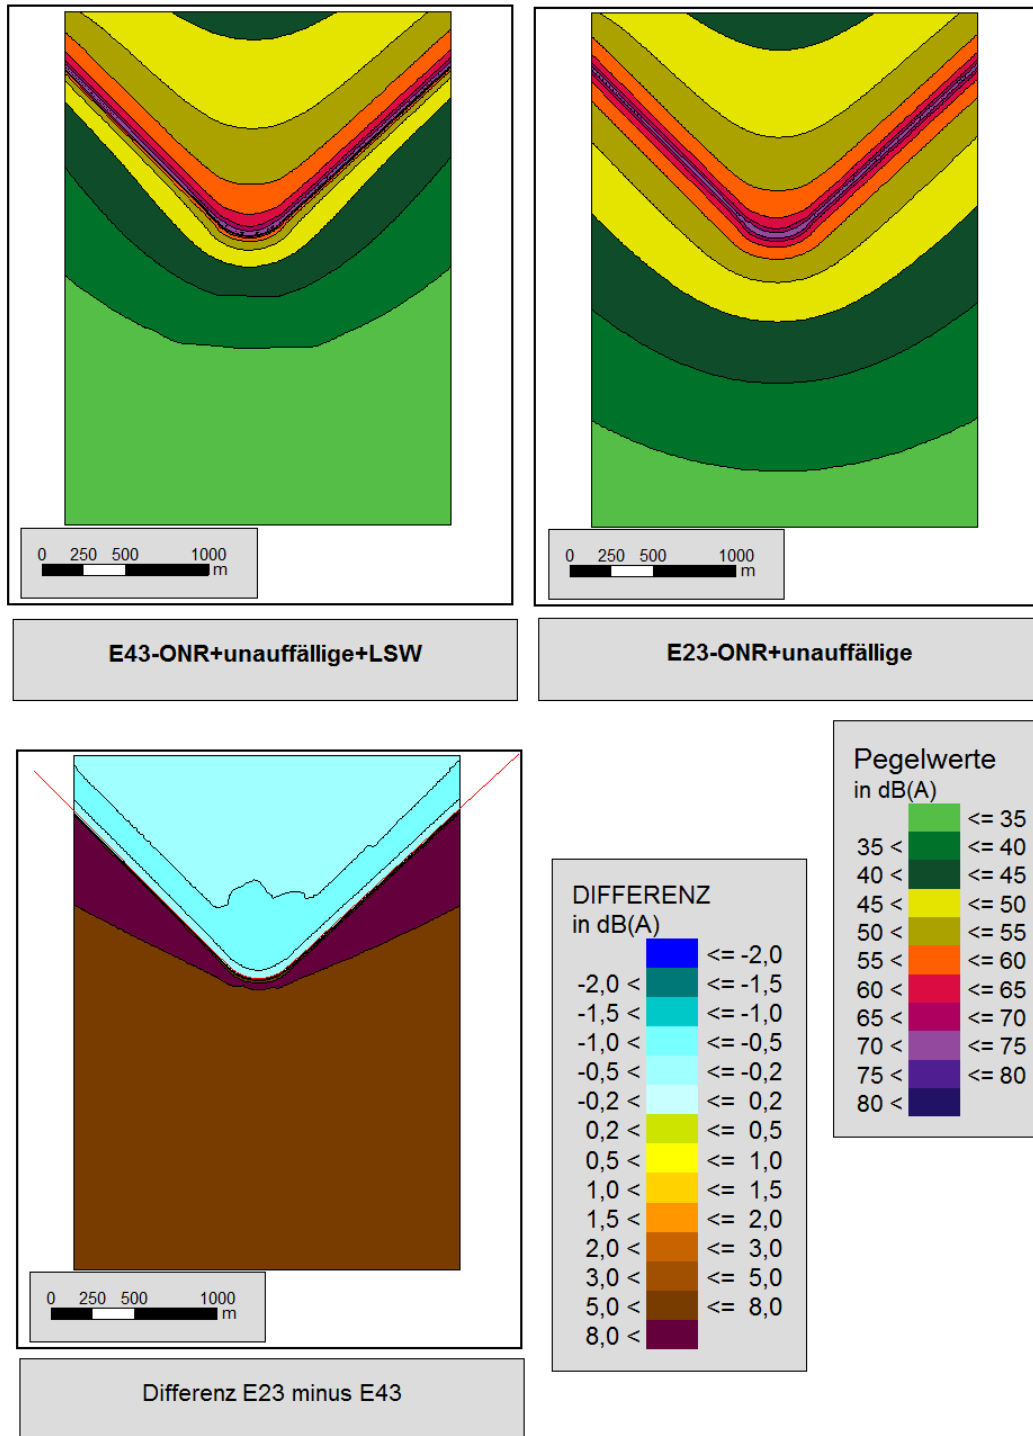 0 250 500 1000
m
0 250 500 1000
m
E43-ONR+unauffällige+LSW
E23-ONR+unauffällige
Pegelwerte
in dB(A)
<= 35
35 < <= 40
40 < <= 45
45 < <= 50
50 < <= 55
55 < <= 60
60 < <= 65
65 < <= 70
70 < <= 75
75 < <= 80
80 <
DIFFERENZ
in dB(A)
<= -2,0
-2,0 < <= -1,5
-1,5 < <= -1,0
-1,0 < <= -0,5
-0,5 < <= -0,2
-0,2 < <= 0,2
0,2 < <= 0,5
0,5 < <= 1,0
1,0 < <= 1,5
1,5 < <= 2,0
2,0 < <= 3,0
3,0 < <= 5,0
5,0 < <= 8,0
8,0 <
0 250 500 1000
m
Differenz E23 minus E43